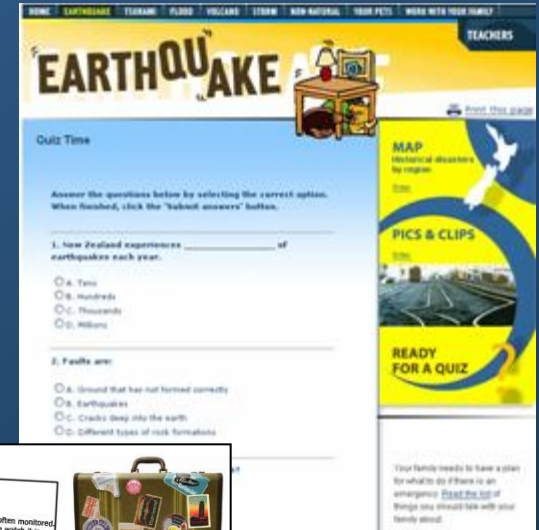 HOME EARTHQUAKE TSUNAMI FLOOD VOLCANO STORM NON-NATURAL YOUR PETS WORK WITH YOUR FAMILY
TEACHERS
EARTHQUAKE
Print this page
Quiz Time
Answer the questions below by selecting the correct option.
When finished, click the "Submit answers" button.
1. New Zealand experiences ____________________ of
earthquakes each year.
A. Tens
B. Hundreds
C. Thousands
D. Millions
2. Faults are:
A. Ground that has not formed correctly
B. Earthquakes
C. Cracks deep into the earth
D. Different types of rock formations
MAP
Historical disasters
by region
PICS & CLIPS
READY
FOR A QUIZ
?
Your family needs to have a plan
for what to do if there is an
emergency. Read the list of
things you should talk with your
family about.
often monitored.